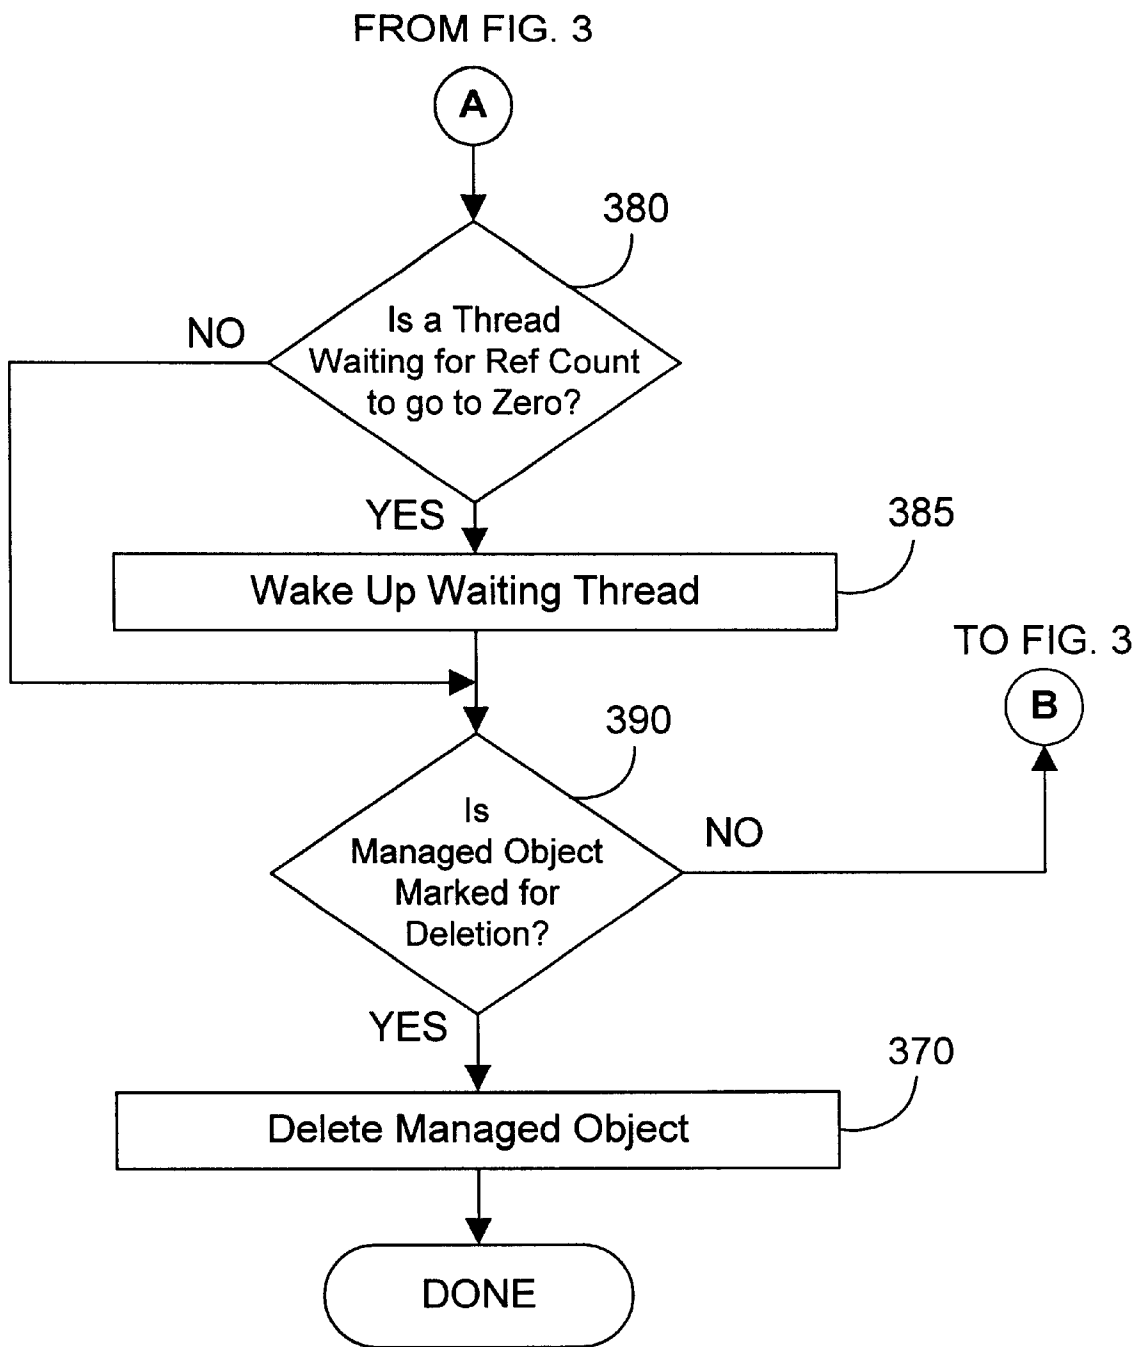 FROM FIG. 3
A
380
Is a Thread
Waiting for Ref Count
to go to Zero?
NO
YES
385
Wake Up Waiting Thread
TO FIG. 3
B
390
Is
Managed Object
Marked for
Deletion?
NO
YES
370
Delete Managed Object
DONE